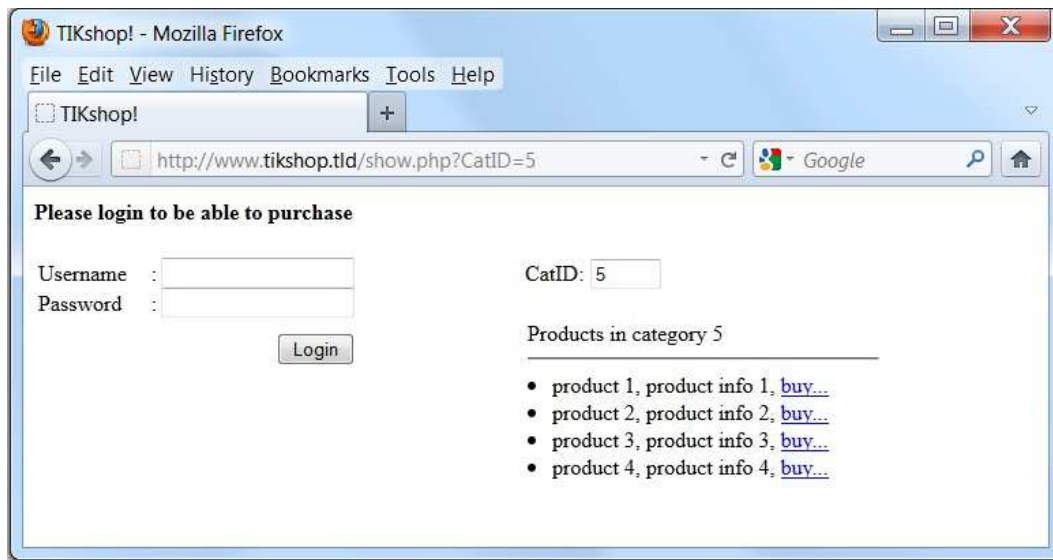 TIKshop! - Mozilla Firefox
File Edit View History Bookmarks Tools Help
TIKshop!
http://www.tikshop.tld/show.php?CatID=5
Google
Please login to be able to purchase
Username :
Password :
Login
CatID: 5
Products in category 5
• product 1, product info 1, buy...
• product 2, product info 2, buy...
• product 3, product info 3, buy...
• product 4, product info 4, buy...